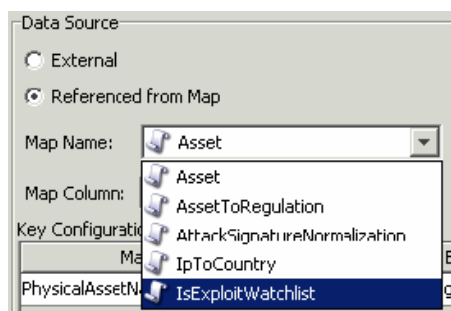 Data Source
External
Referenced from Map
Map Name: Asset
Asset
Map Column:
AssetToRegulation
Key Configuratio
AttackSignatureNormalization
Ma
IpToCountry
PhysicalAssetN
IsExploitWatchlist